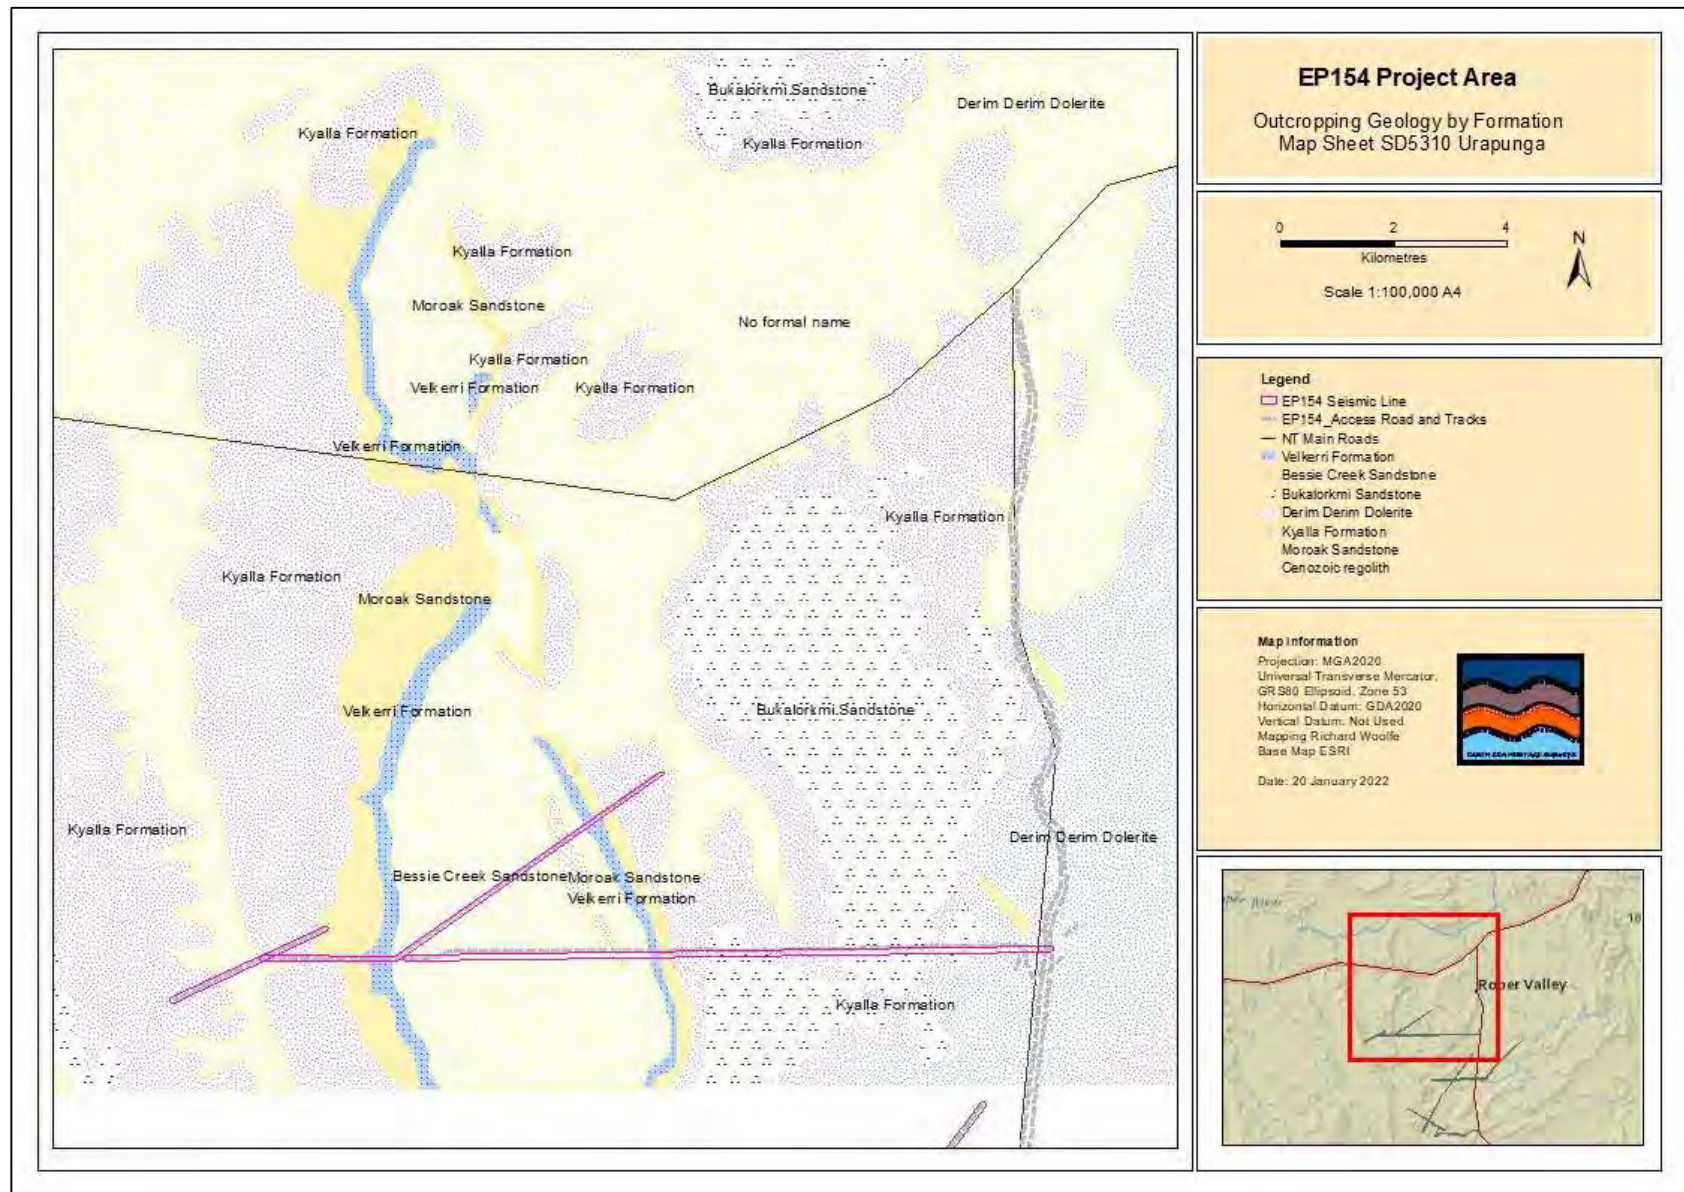 Bukalorkmi Sandstone
Derim Derim Dolerite
Kyalla Formation
Kyalla Formation
Kyalla Formation
Moroak Sandstone
No formal name
Kyalla Formation
Velkerri Formation
Kyalla Formation
Velkerri Formation
Kyalla Formation
Kyalla Formation
Moroak Sandstone
Velkerri Formation
Bukalorkmi Sandstone
Kyalla Formation
Derim Derim Dolerite
Bessie Creek Sandstone
Moroak Sandstone
Velkerri Formation
Kyalla Formation
EP154 Project Area
Outcropping Geology by Formation
Map Sheet SD5310 Urapunga
0 2 4
Kilometres
N
Scale 1:100,000 A4
Legend
EP154 Seismic Line
EP154_Access Road and Tracks
NT Main Roads
Velkerri Formation
Bessie Creek Sandstone
Bukalorkmi Sandstone
Derim Derim Dolerite
Kyalla Formation
Moroak Sandstone
Cenozoic regolith
Map Information
Projection: MGA2020
Universal Transverse Mercator,
GRS80 Ellipsoid, Zone 53
Horizontal Datum: GDA2020
Vertical Datum: Not Used
Mapping Richard Woolfe
Base Map ESRI
Date: 20 January 2022
River
18
Roper Valley